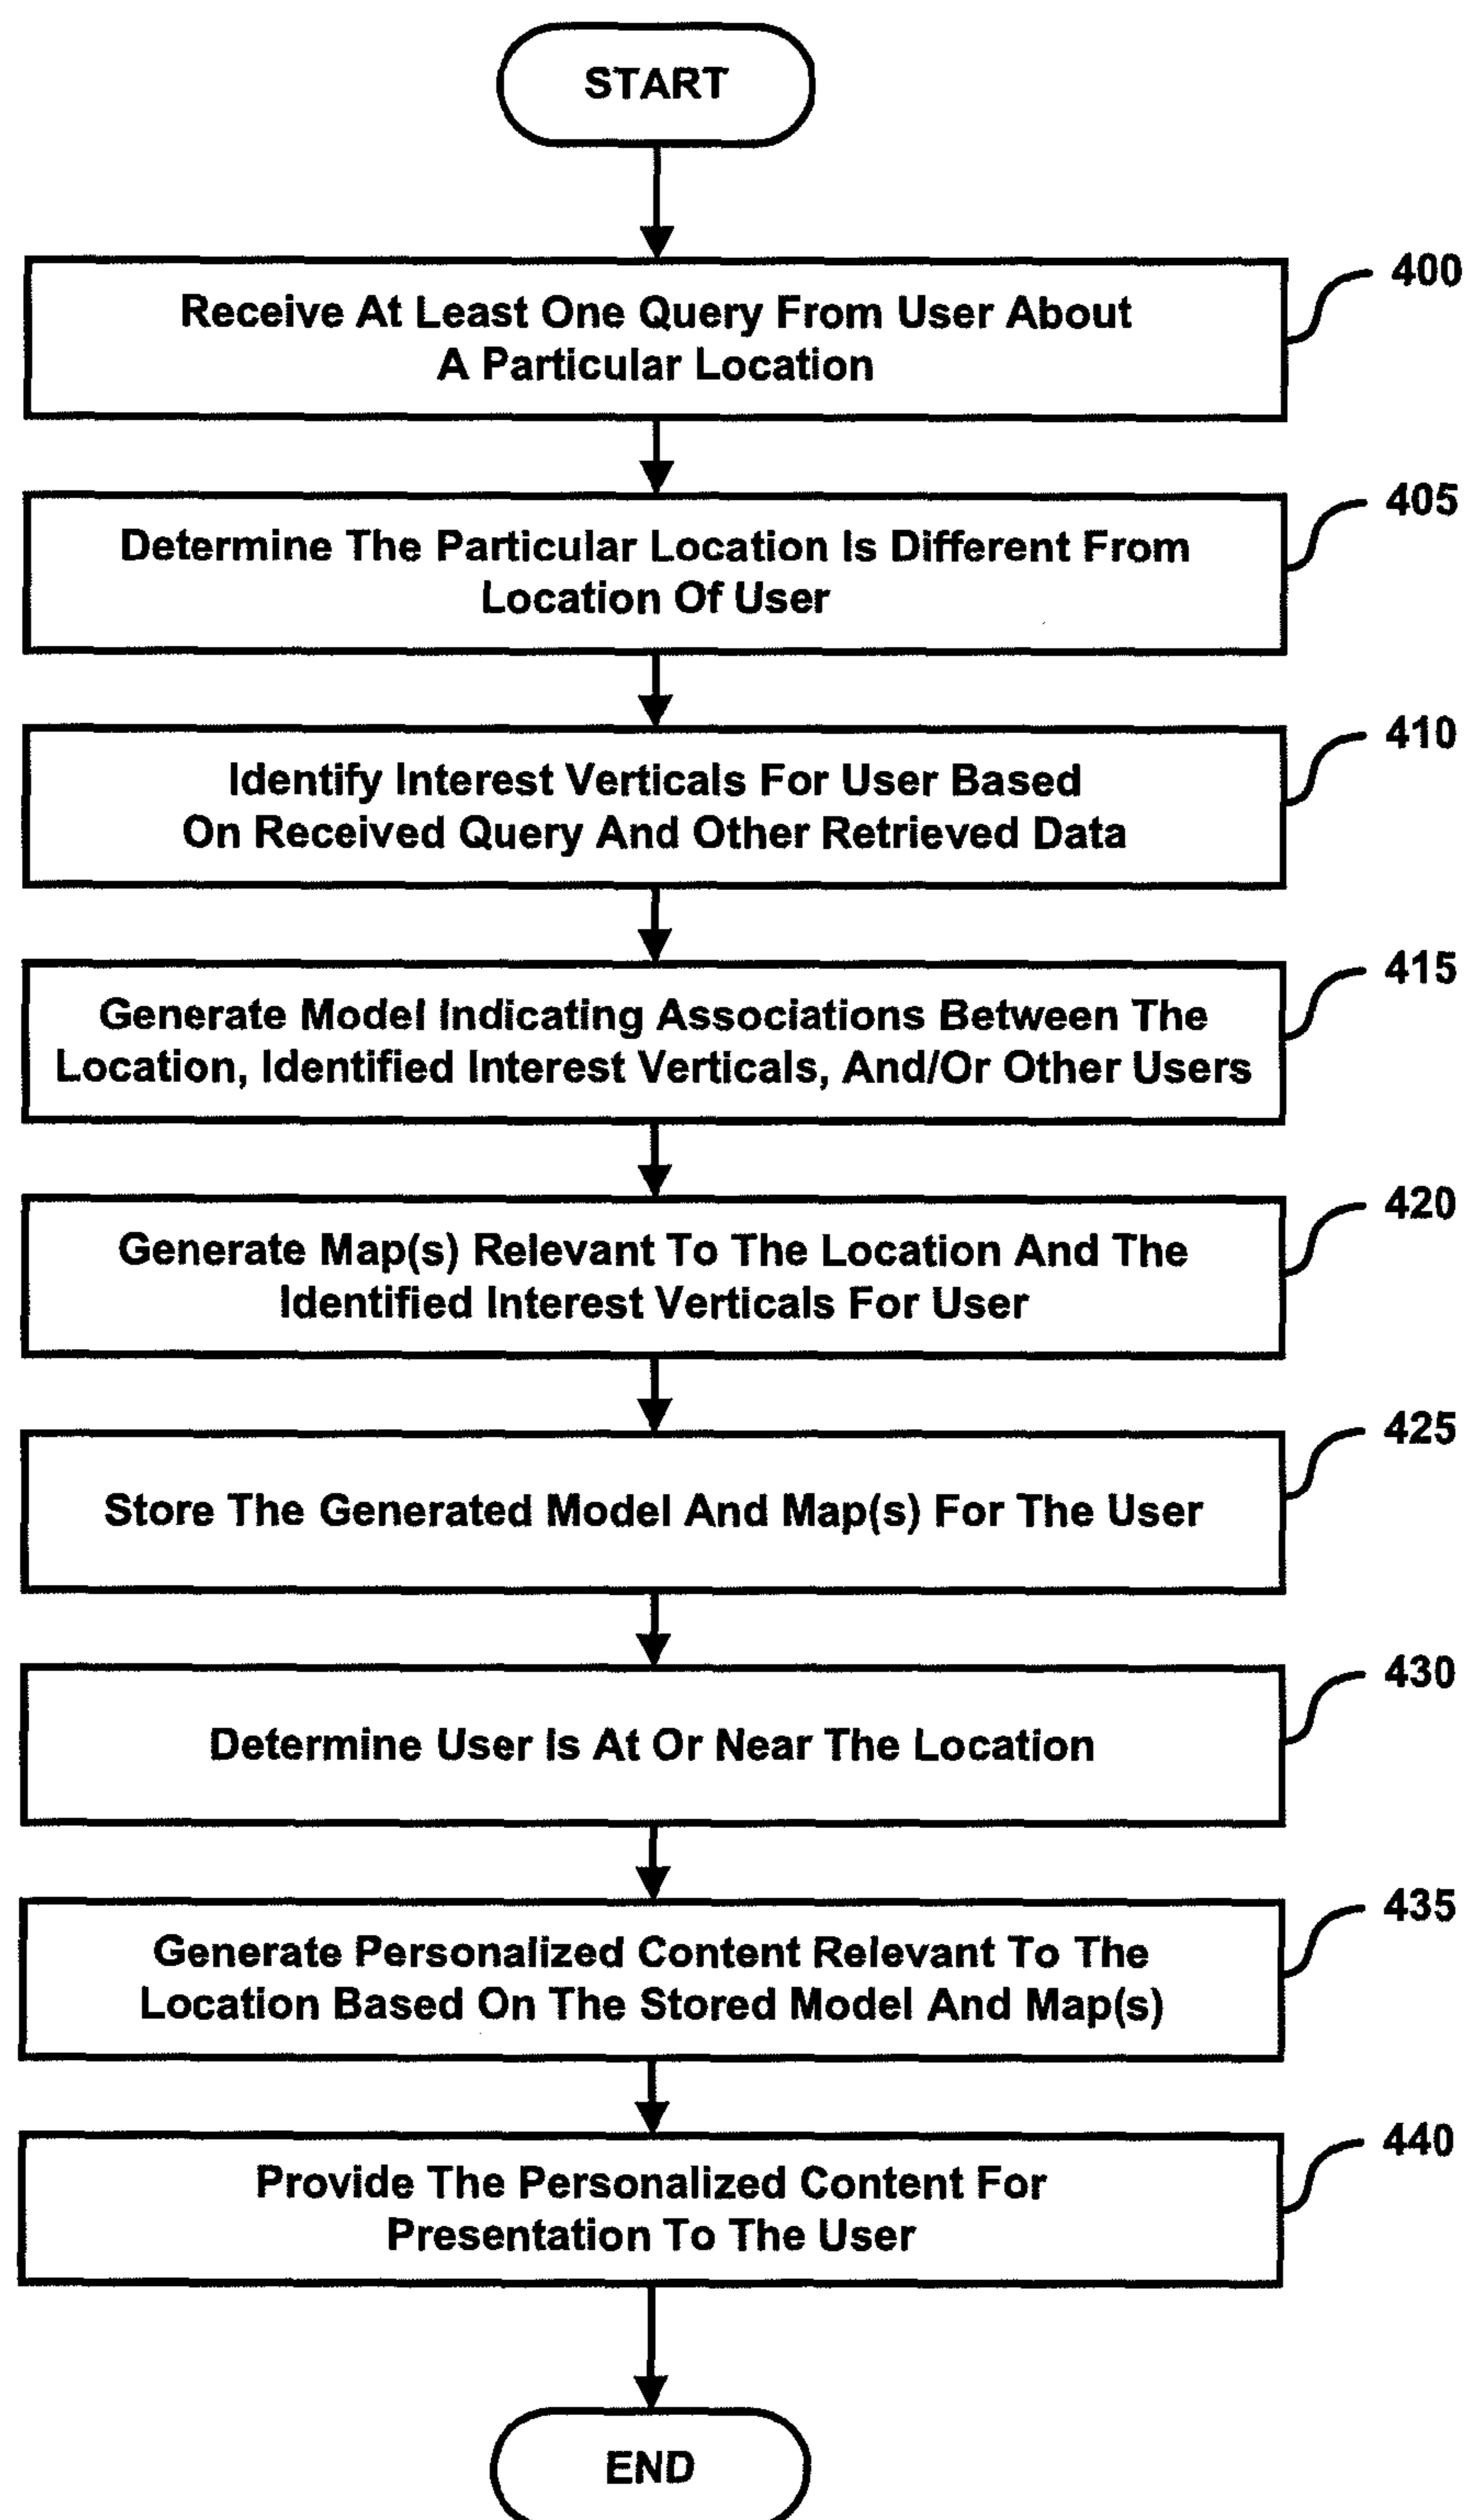 START
400
Receive At Least One Query From User About
A Particular Location
405
Determine The Particular Location Is Different From
Location Of User
410
Identify Interest Verticals For User Based
On Received Query And Other Retrieved Data
415
Generate Model Indicating Associations Between The
Location, Identified Interest Verticals, And/Or Other Users
420
Generate Map(s) Relevant To The Location And The
Identified Interest Verticals For User
425
Store The Generated Model And Map(s) For The User
430
Determine User Is At Or Near The Location
435
Generate Personalized Content Relevant To The
Location Based On The Stored Model And Map(s)
440
Provide The Personalized Content For
Presentation To The User
END